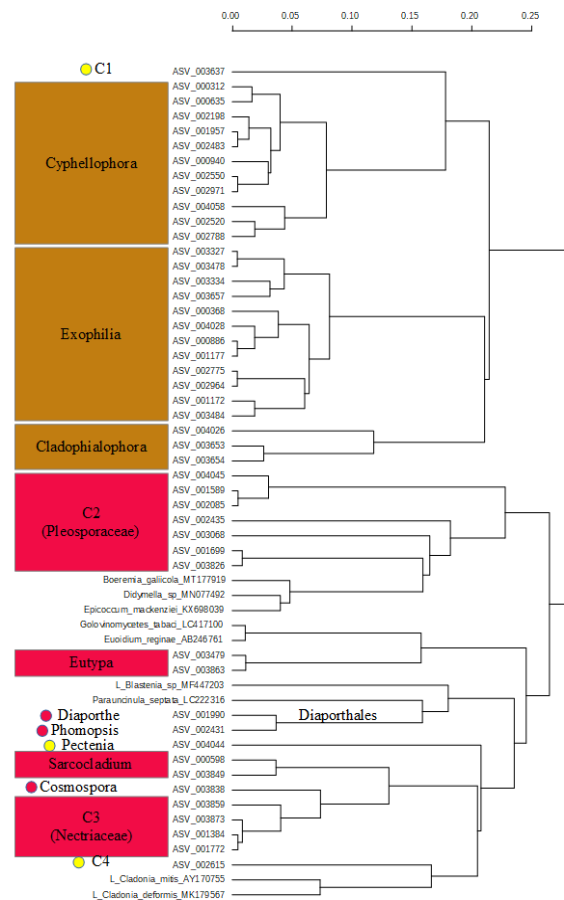 0.00 0.05 0.10 0.15 0.20 0.25
C1
ASV_003637
ASV_000312
ASV_000635
ASV_002198
ASV_001957
ASV_002483
Cyphellophora
ASV_000940
ASV_002550
ASV_002971
ASV_004058
ASV_002520
ASV_002788
ASV_003327
ASV_003478
ASV_003334
ASV_003657
ASV_000368
Exophilia
ASV_004028
ASV_000886
ASV_001177
ASV_002775
ASV_002964
ASV_001172
ASV_003484
ASV_004026
Cladophialophora
ASV_003653
ASV_003654
ASV_004045
ASV_001589
ASV_002085
C2
(Pleosporaceae)
ASV_002435
ASV_003068
ASV_001699
ASV_003826
Boeremia_galiicola_MT177919
Didymella_sp_MN077492
Epicoccum_mackenziei_KX698039
Golovinomycetes_tabaci_LC417100
Euoidium_reginae_AB246761
Eutypa
ASV_003479
ASV_003863
L_Blastenia_sp_MF447203
Parauncinula_septata_LC222316
Diaporthe
ASV_001990
Diaporthales
Phomopsis
ASV_002431
Pectenia
ASV_004044
Sarcocladium
ASV_000598
ASV_003849
Cosmospora
ASV_003838
ASV_003859
C3
(Nectriaceae)
ASV_003873
ASV_001384
ASV_001772
C4
ASV_002615
L_Cladonia_mitis_AY170755
L_Cladonia_deformis_MK179567